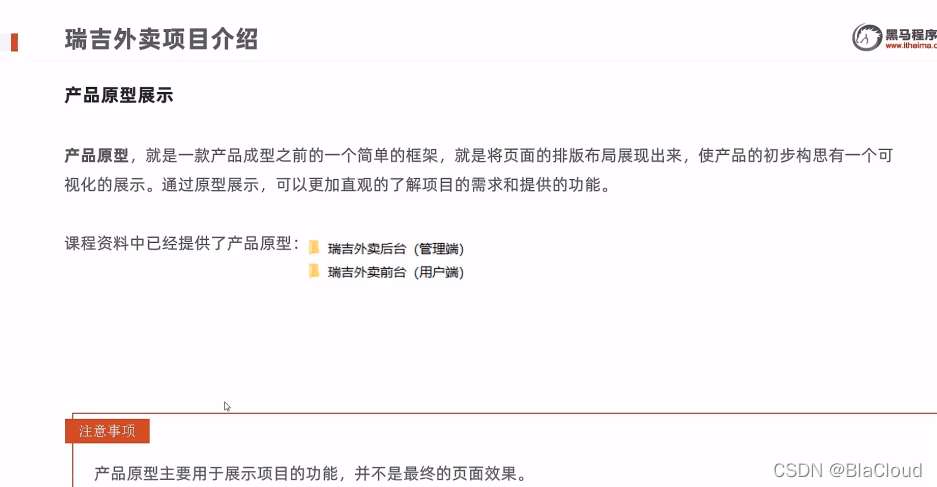 瑞吉外卖项目介绍
黑马程序
www.itheima.c
产品原型展示
产品原型，就是一款产品成型之前的一个简单的框架，就是将页面的排版布局展现出来，使产品的初步构思有一个可
视化的展示。通过原型展示，可以更加直观的了解项目的需求和提供的功能。
课程资料中已经提供了产品原型：
瑞吉外卖后台（管理端）
瑞吉外卖前台（用户端）
注意事项
产品原型主要用于展示项目的功能，并不是最终的页面效果。
CSDN @BlaCloud